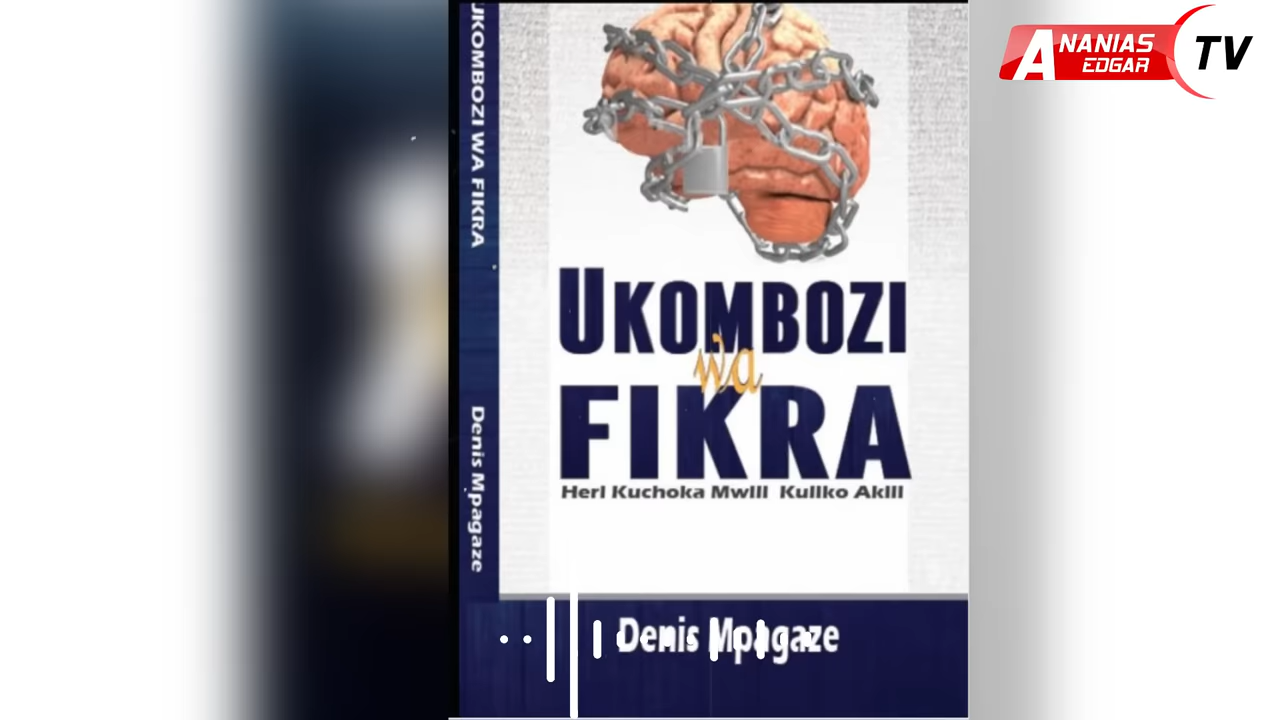 UKOMBOZI WA FIKRA
Denis Mpagaze
UKOMBOZI
wa
FIKRA
Heri Kuchoka Mwili Kuliko Akili
Denis Mpagaze
ANANIAS
EDGAR
TV